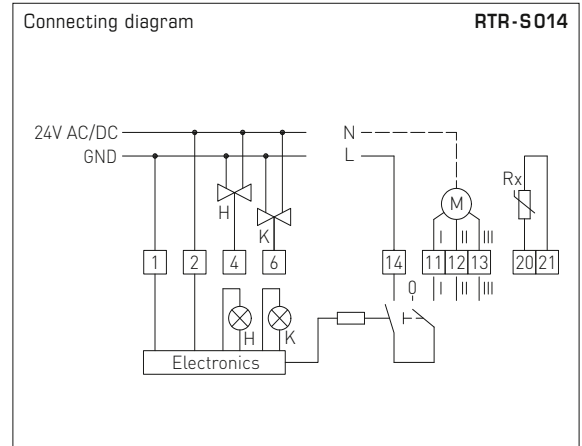 Connecting diagram RTR-S014
24V AC/DC N
GND L
Rx
M
H
K
I II III
1 2 4 6 14 11 12 13 20 21
0 I II III
H K
Electronics